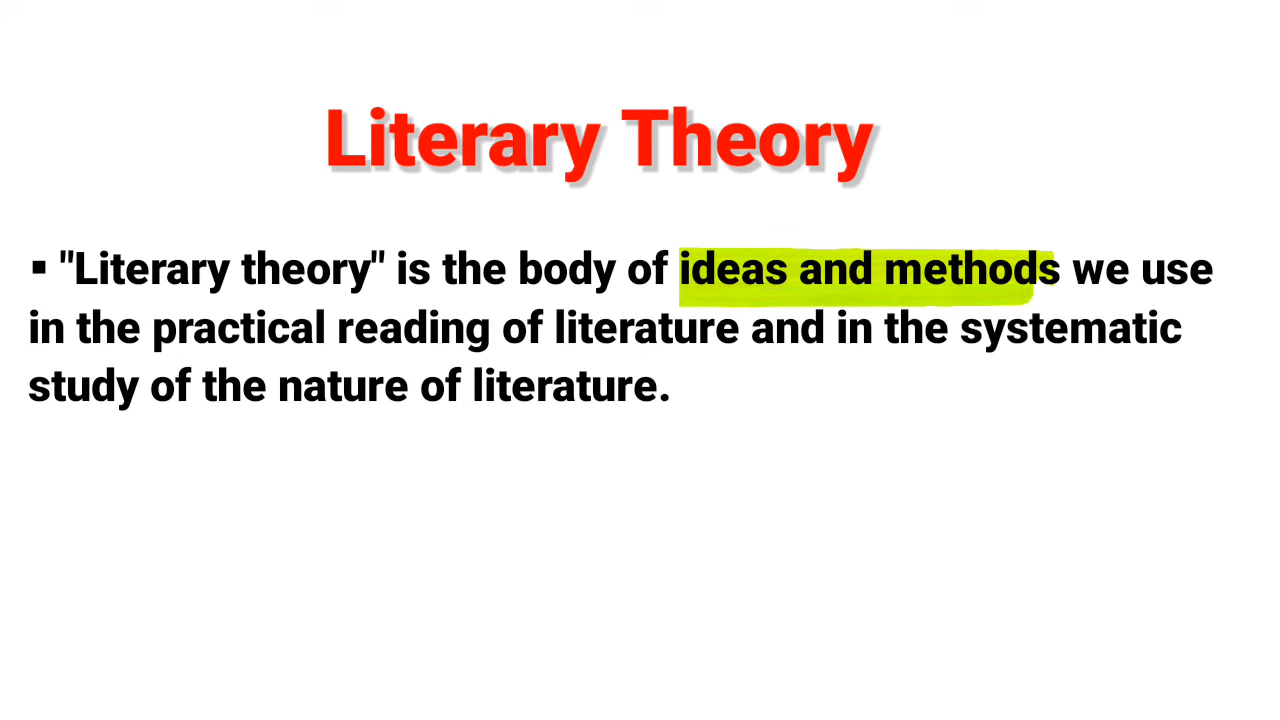 Literary Theory
▪ "Literary theory" is the body of ideas and methods we use
in the practical reading of literature and in the systematic
study of the nature of literature.